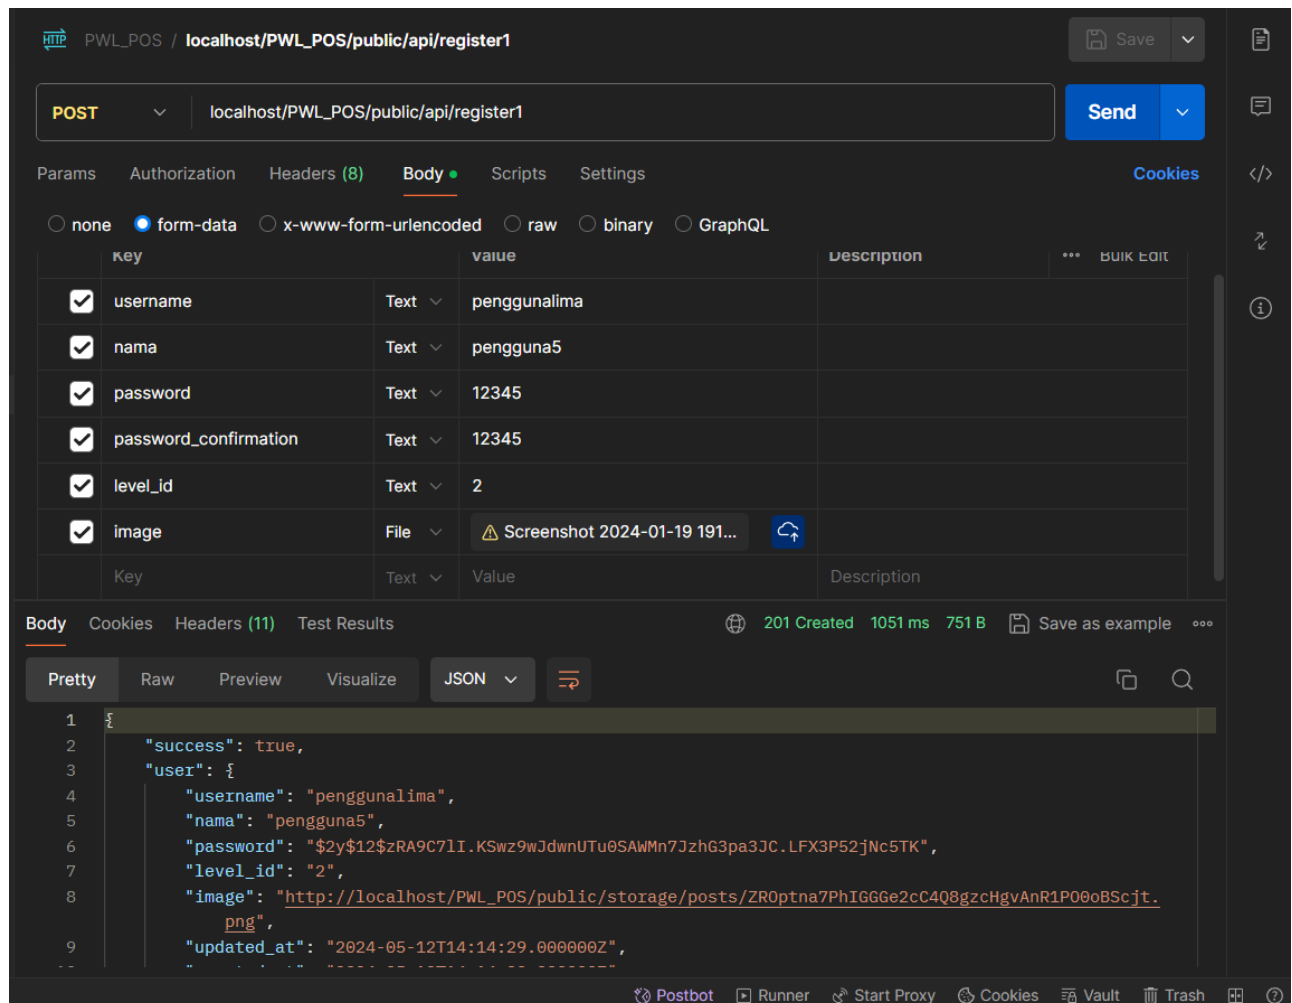 HTTP PWL_POS / localhost/PWL_POS/public/api/register1 Save
POST localhost/PWL_POS/public/api/register1 Send
Params Authorization Headers (8) Body Scripts Settings Cookies
none form-data x-www-form-urlencoded raw binary GraphQL
Key Value Description Bulk Edit
username Text penggunalima
nama Text pengguna5
password Text 12345
password_confirmation Text 12345
level_id Text 2
image File Screenshot 2024-01-19 191...
Key Text Value Description
Body Cookies Headers (11) Test Results 201 Created 1051 ms 751 B Save as example
Pretty Raw Preview Visualize JSON
1 {
2 "success": true,
3 "user": {
4 "username": "penggunalima",
5 "nama": "pengguna5",
6 "password": "$2y$12$zRA9C7lI.KSwz9wJdwnUTu0SAWMn7JzhG3pa3JC.LFX3P52jNc5TK",
7 "level_id": "2",
8 "image": "http://localhost/PWL_POS/public/storage/posts/ZROptna7PhIGGGe2cC4Q8gzcHgvAnR1PO0oBScjt.
png",
9 "updated_at": "2024-05-12T14:14:29.000000Z",
Postbot Runner Start Proxy Cookies Vault Trash